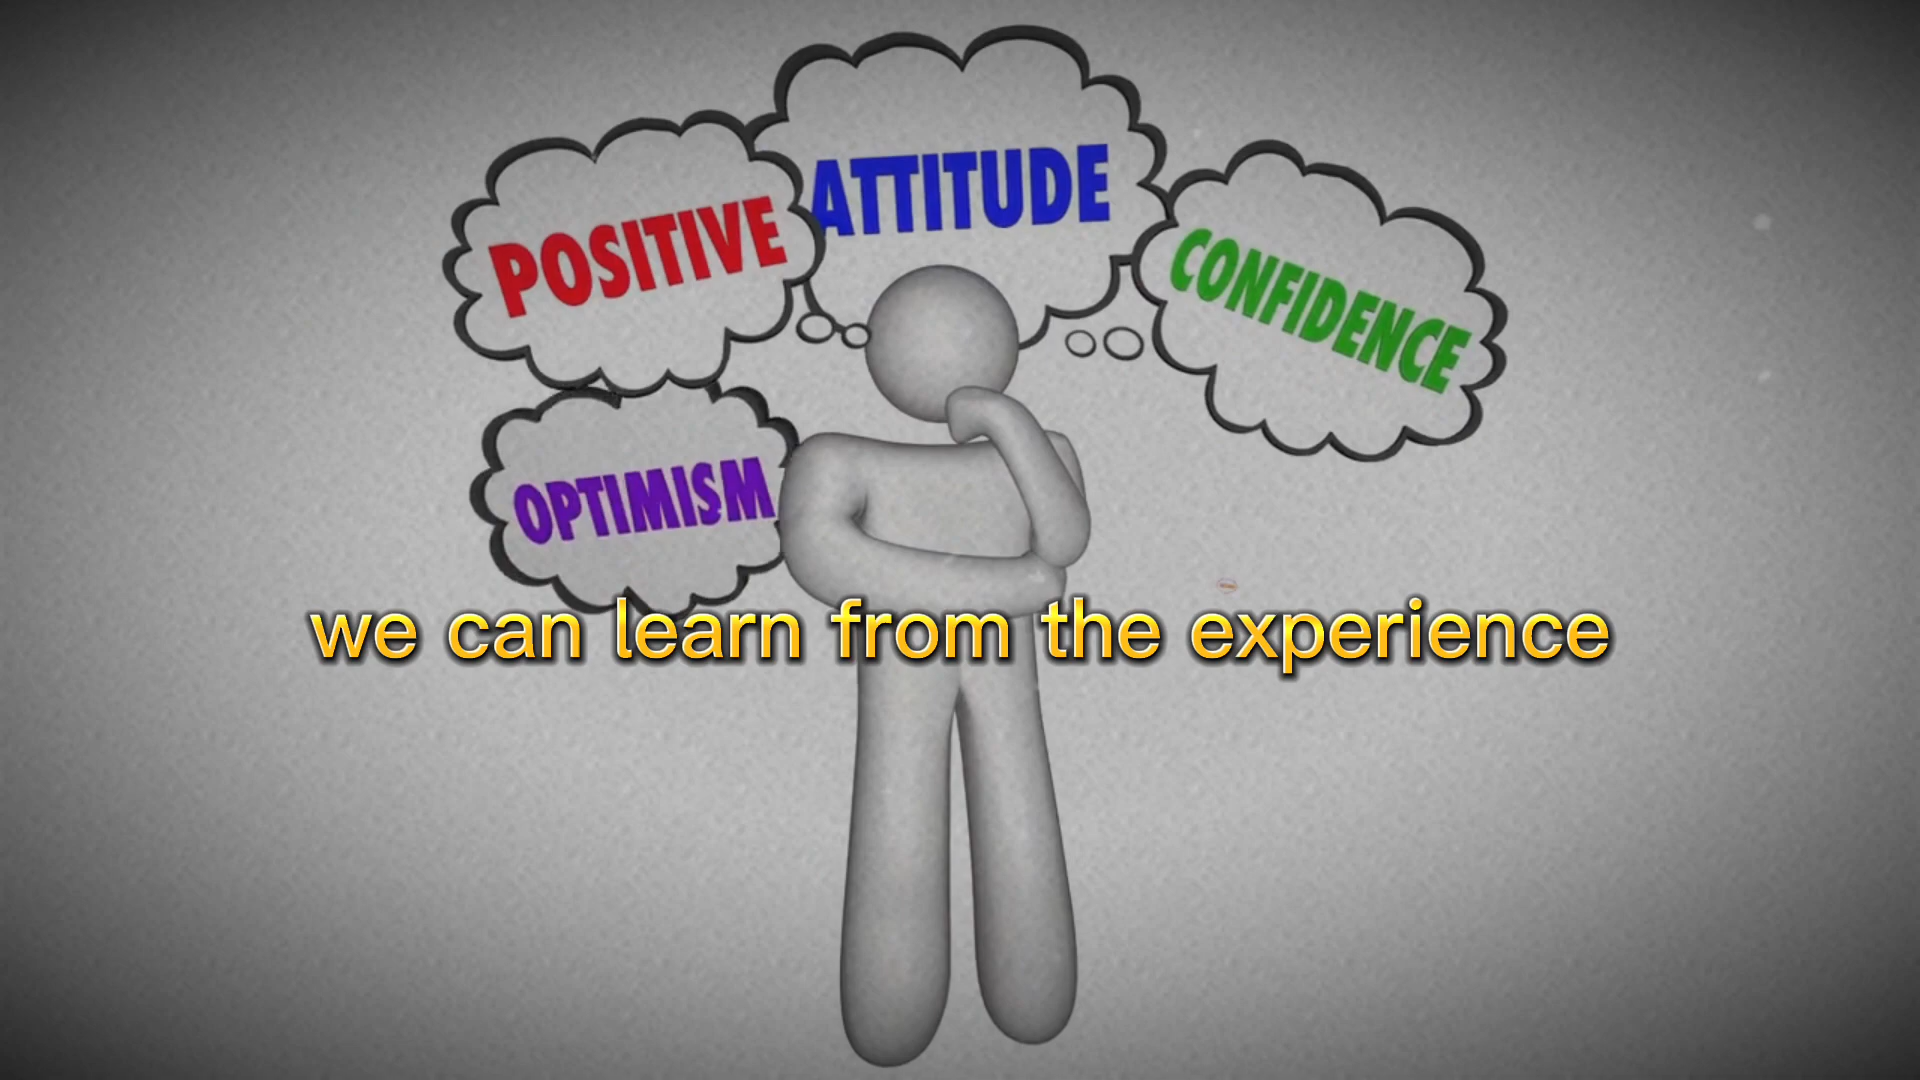 ATTITUDE
POSITIVE
CONFIDENCE
OPTIMISM
we can learn from the experience